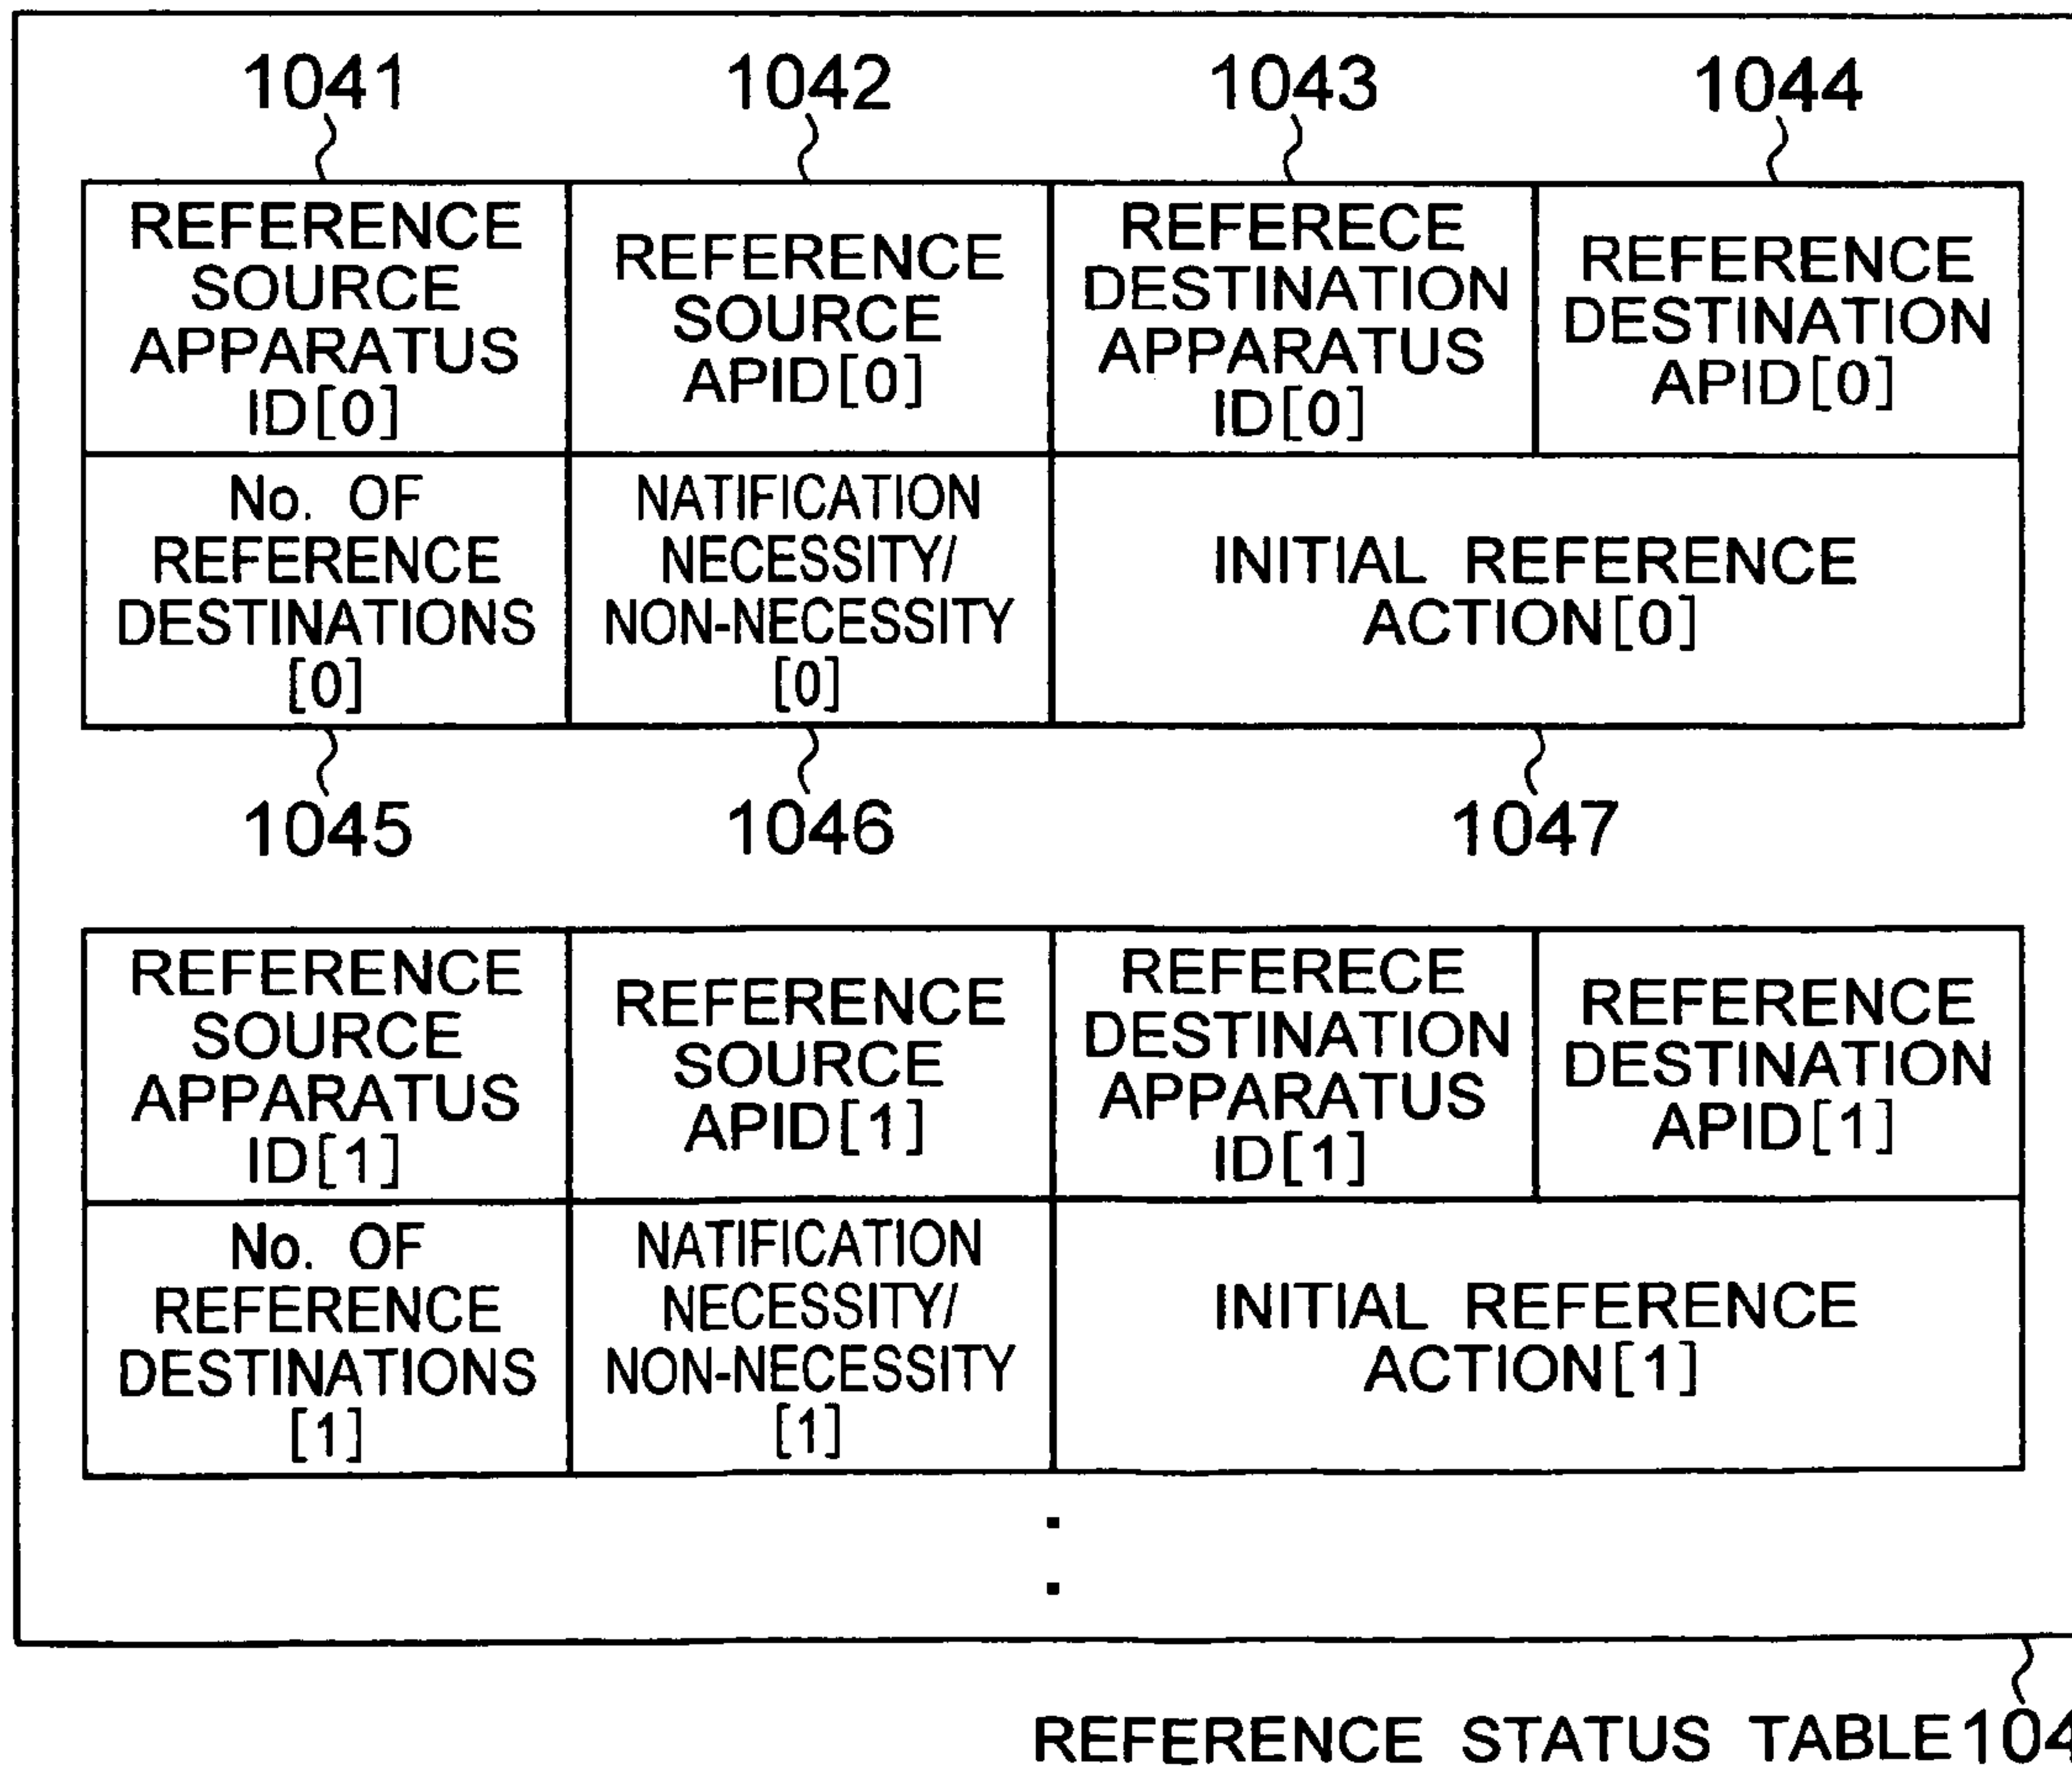 1041
1042
1043
1044
REFERENCE
SOURCE
APPARATUS
ID[0]
REFERENCE
SOURCE
APID[0]
REFERECE
DESTINATION
APPARATUS
ID[0]
REFERENCE
DESTINATION
APID[0]
No. OF
REFERENCE
DESTINATIONS
[0]
NATIFICATION
NECESSITY/
NON-NECESSITY
[0]
INITIAL REFERENCE
ACTION[0]
1045
1046
1047
REFERENCE
SOURCE
APPARATUS
ID[1]
REFERENCE
SOURCE
APID[1]
REFERECE
DESTINATION
APPARATUS
ID[1]
REFERENCE
DESTINATION
APID[1]
No. OF
REFERENCE
DESTINATIONS
[1]
NATIFICATION
NECESSITY/
NON-NECESSITY
[1]
INITIAL REFERENCE
ACTION[1]
:
REFERENCE STATUS TABLE104